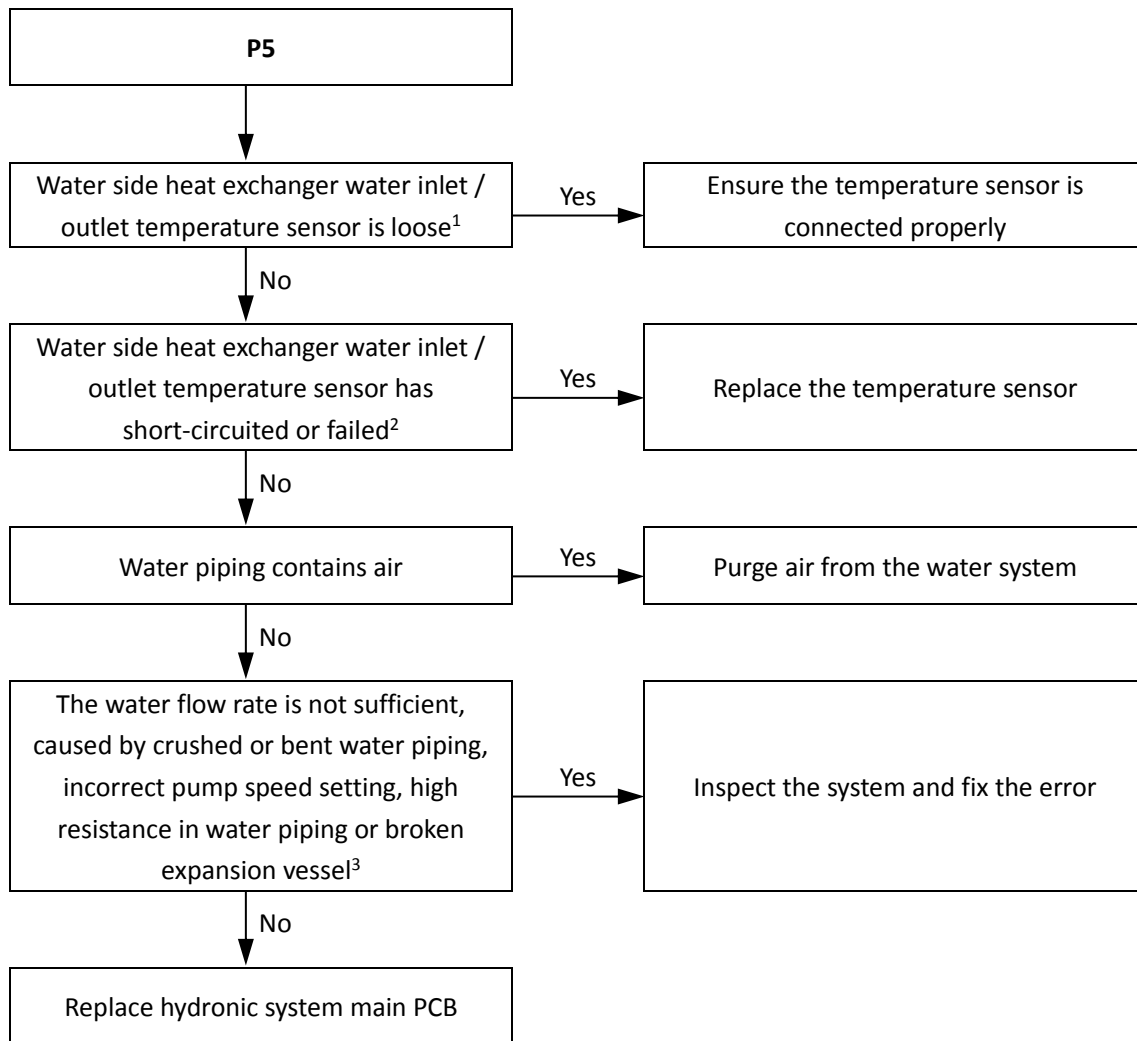 P5
Water side heat exchanger water inlet /
outlet temperature sensor is loose¹
Yes
Ensure the temperature sensor is
connected properly
No
Water side heat exchanger water inlet /
outlet temperature sensor has
short-circuited or failed²
Yes
Replace the temperature sensor
No
Water piping contains air
Yes
Purge air from the water system
No
The water flow rate is not sufficient,
caused by crushed or bent water piping,
incorrect pump speed setting, high
resistance in water piping or broken
expansion vessel³
Yes
Inspect the system and fix the error
No
Replace hydronic system main PCB